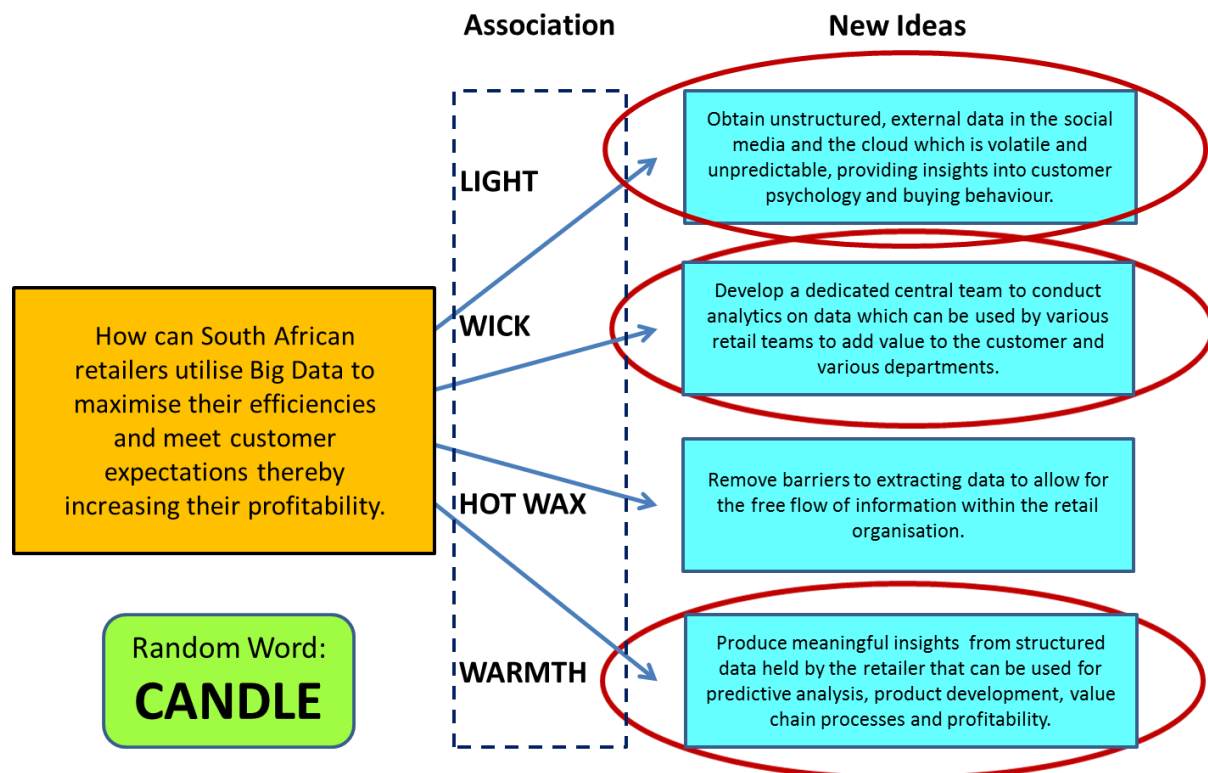 Association
New Ideas
LIGHT
Obtain unstructured, external data in the social
media and the cloud which is volatile and
unpredictable, providing insights into customer
psychology and buying behaviour.
How can South African
retailers utilise Big Data to
maximise their efficiencies
and meet customer
expectations thereby
increasing their profitability.
WICK
Develop a dedicated central team to conduct
analytics on data which can be used by various
retail teams to add value to the customer and
various departments.
HOT WAX
Remove barriers to extracting data to allow for
the free flow of information within the retail
organisation.
Random Word:
CANDLE
WARMTH
Produce meaningful insights from structured
data held by the retailer that can be used for
predictive analysis, product development, value
chain processes and profitability.